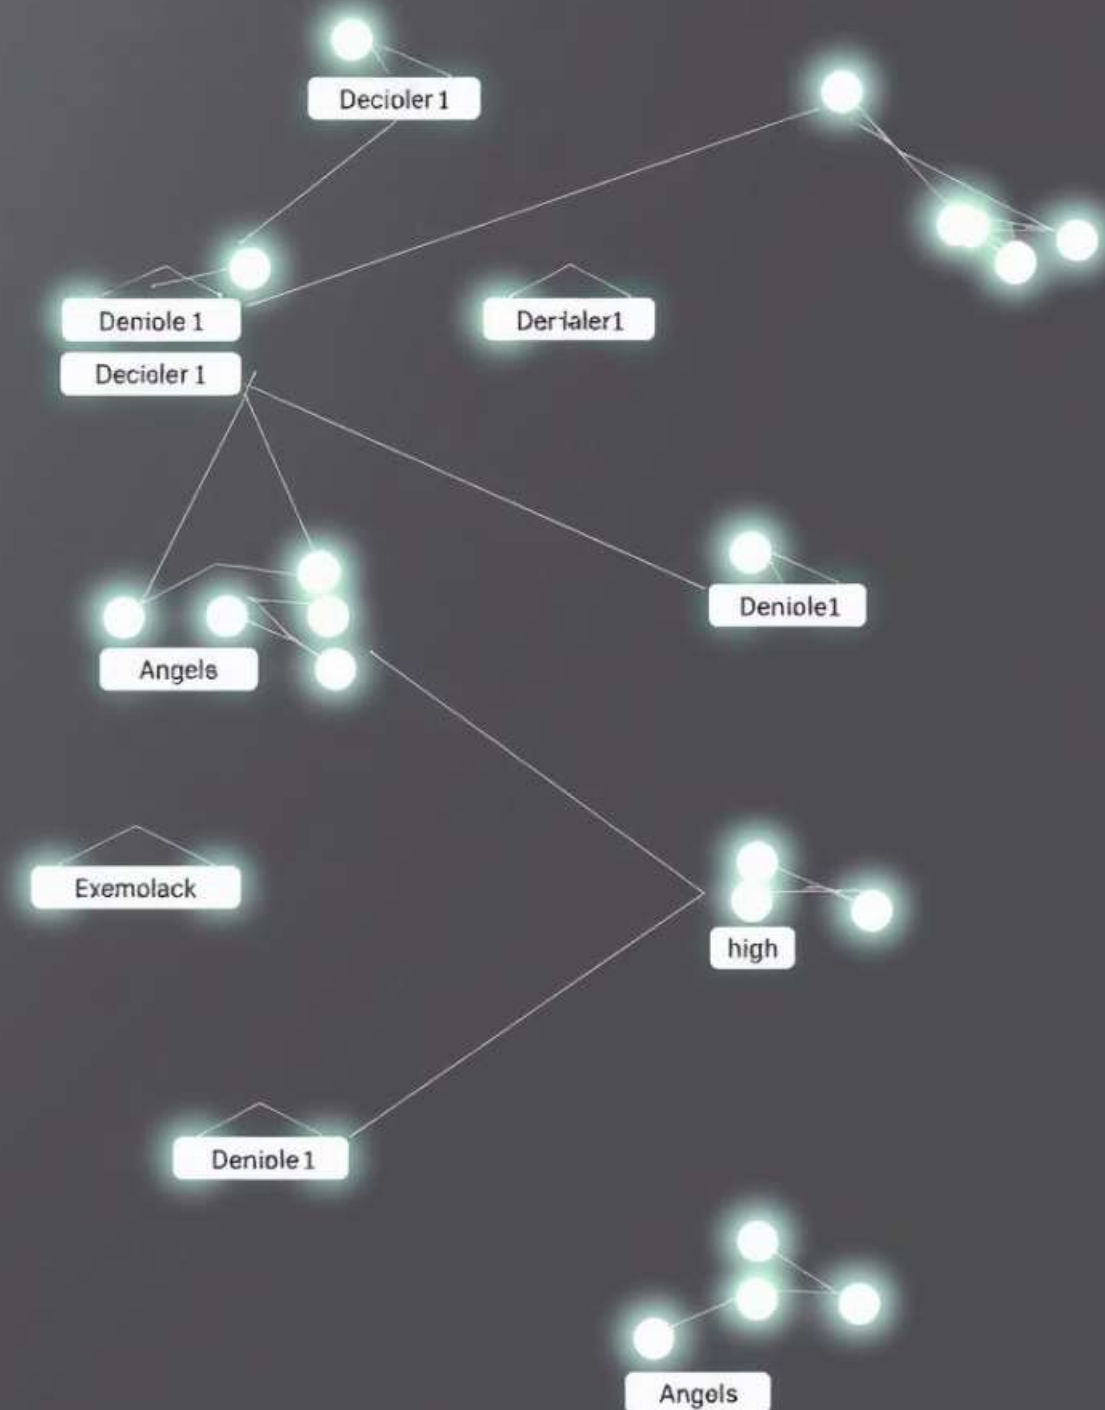 Decioler 1
Deniole 1
Derialer1
Decioler 1
Deniole1
Angels
Exemolack
high
Deniole 1
Angels